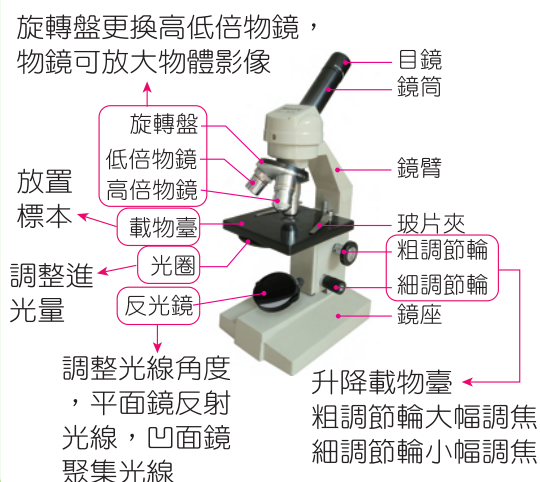 旋轉盤更換高低倍物鏡，
物鏡可放大物體影像
目鏡
鏡筒
旋轉盤
低倍物鏡
高倍物鏡
鏡臂
放置
標本
載物臺
玻片夾
光圈
調整進
光量
粗調節輪
細調節輪
反光鏡
鏡座
調整光線角度
，平面鏡反射
光線，凹面鏡
聚集光線
升降載物臺
粗調節輪大幅調焦
細調節輪小幅調焦